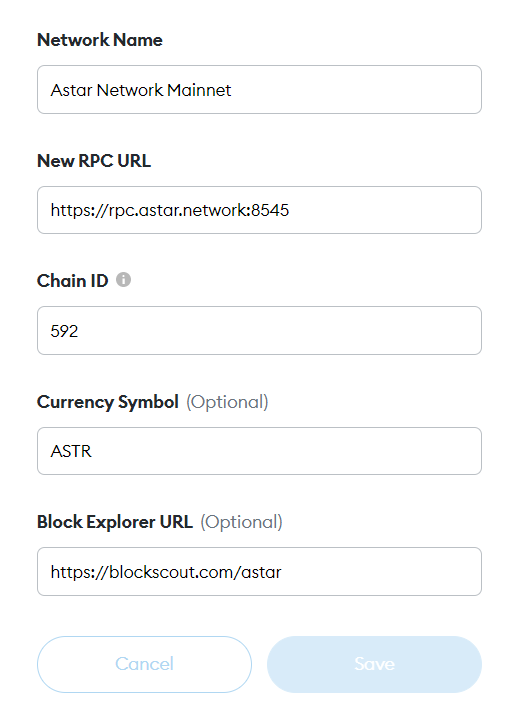 Network Name
Astar Network Mainnet
New RPC URL
https://rpc.astar.network:8545
Chain ID
592
Currency Symbol (Optional)
ASTR
Block Explorer URL (Optional)
https://blockscout.com/astar
Cancel Save